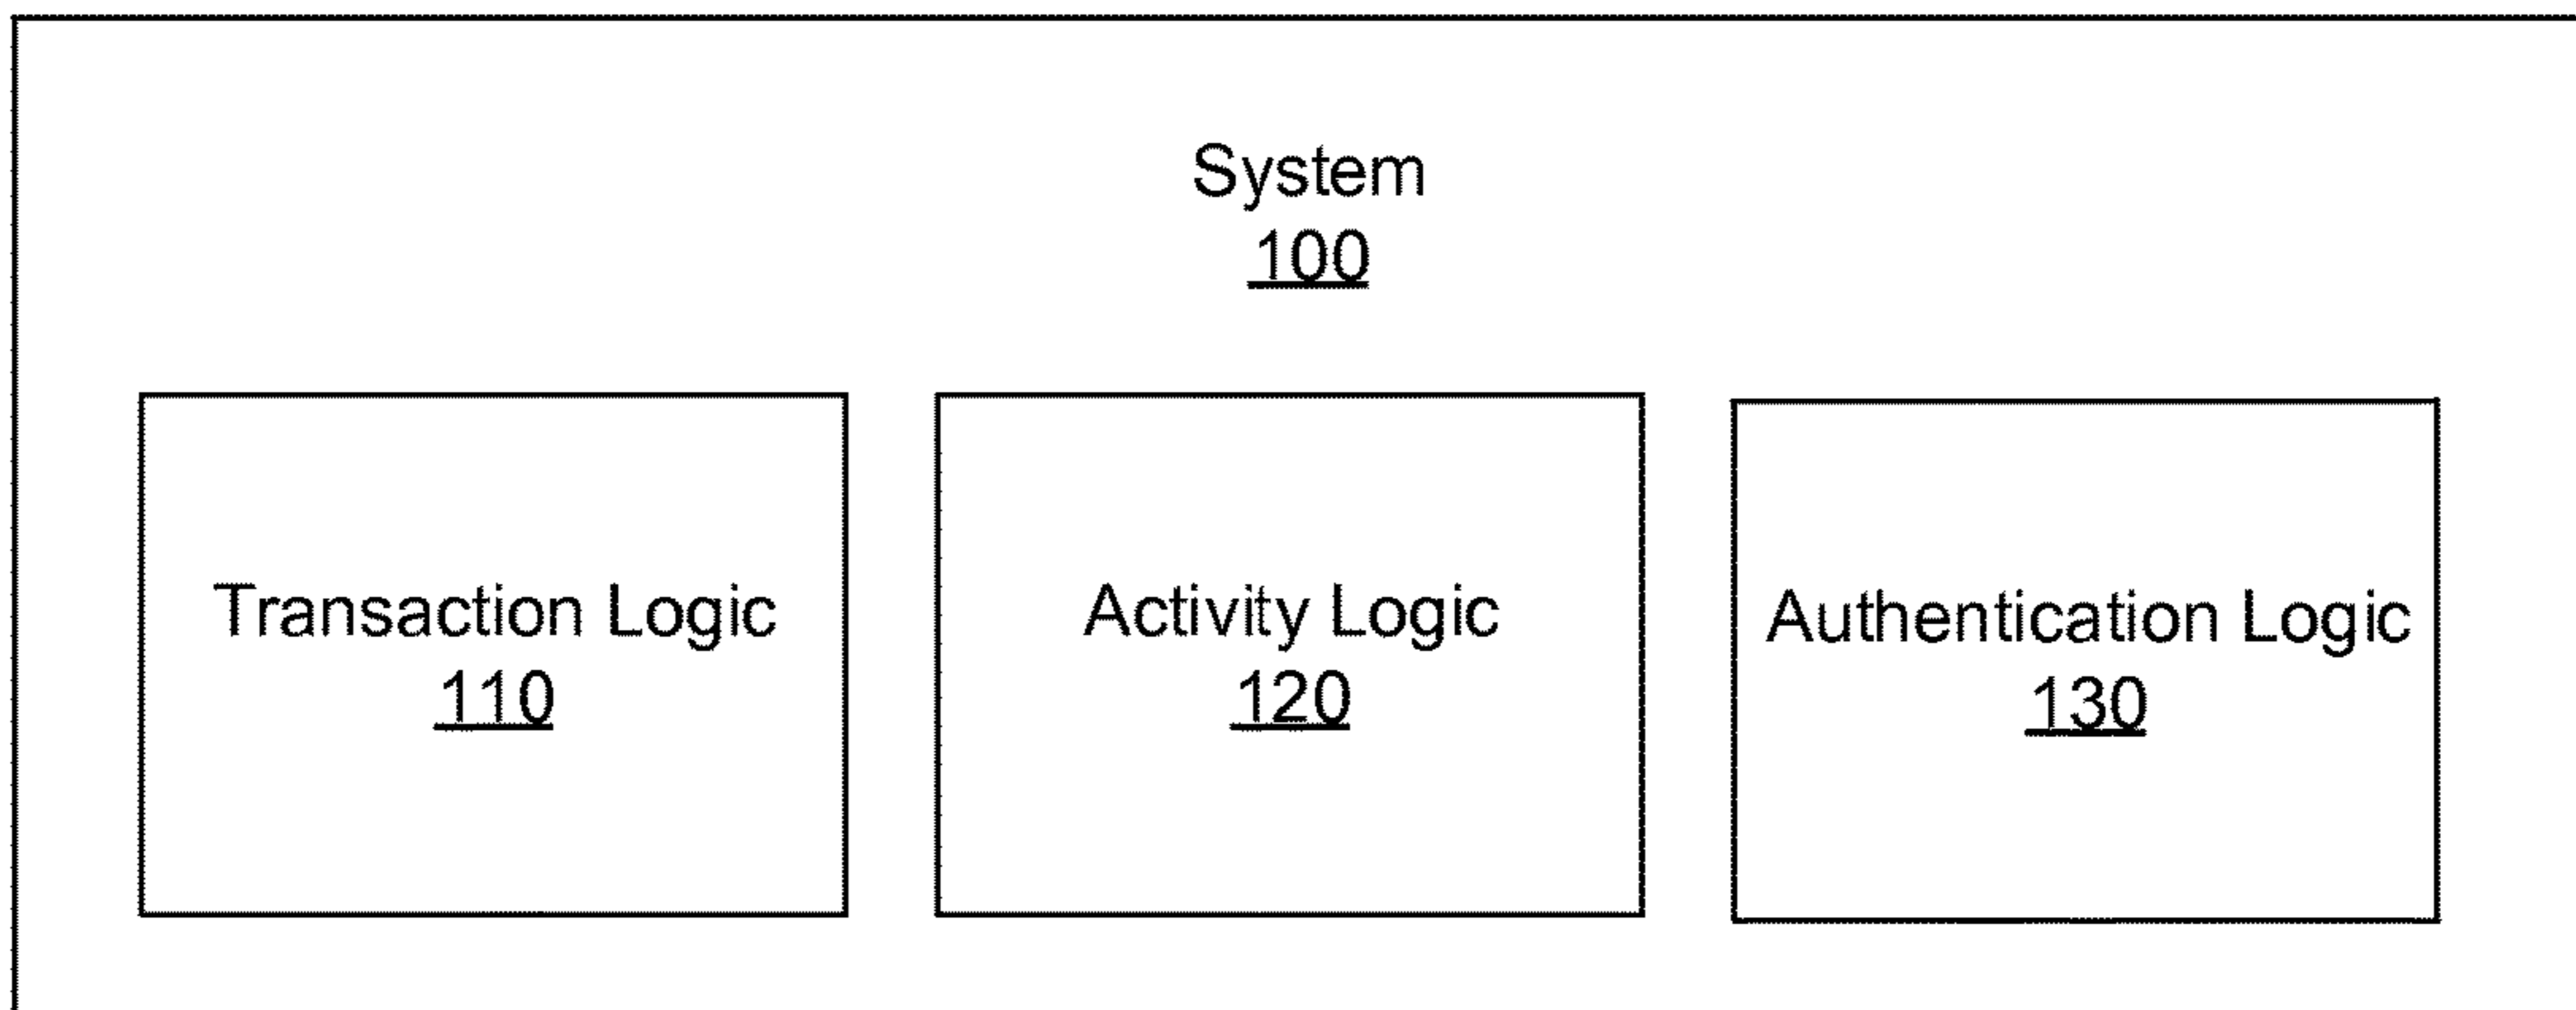 System
100
Transaction Logic
110
Activity Logic
120
Authentication Logic
130